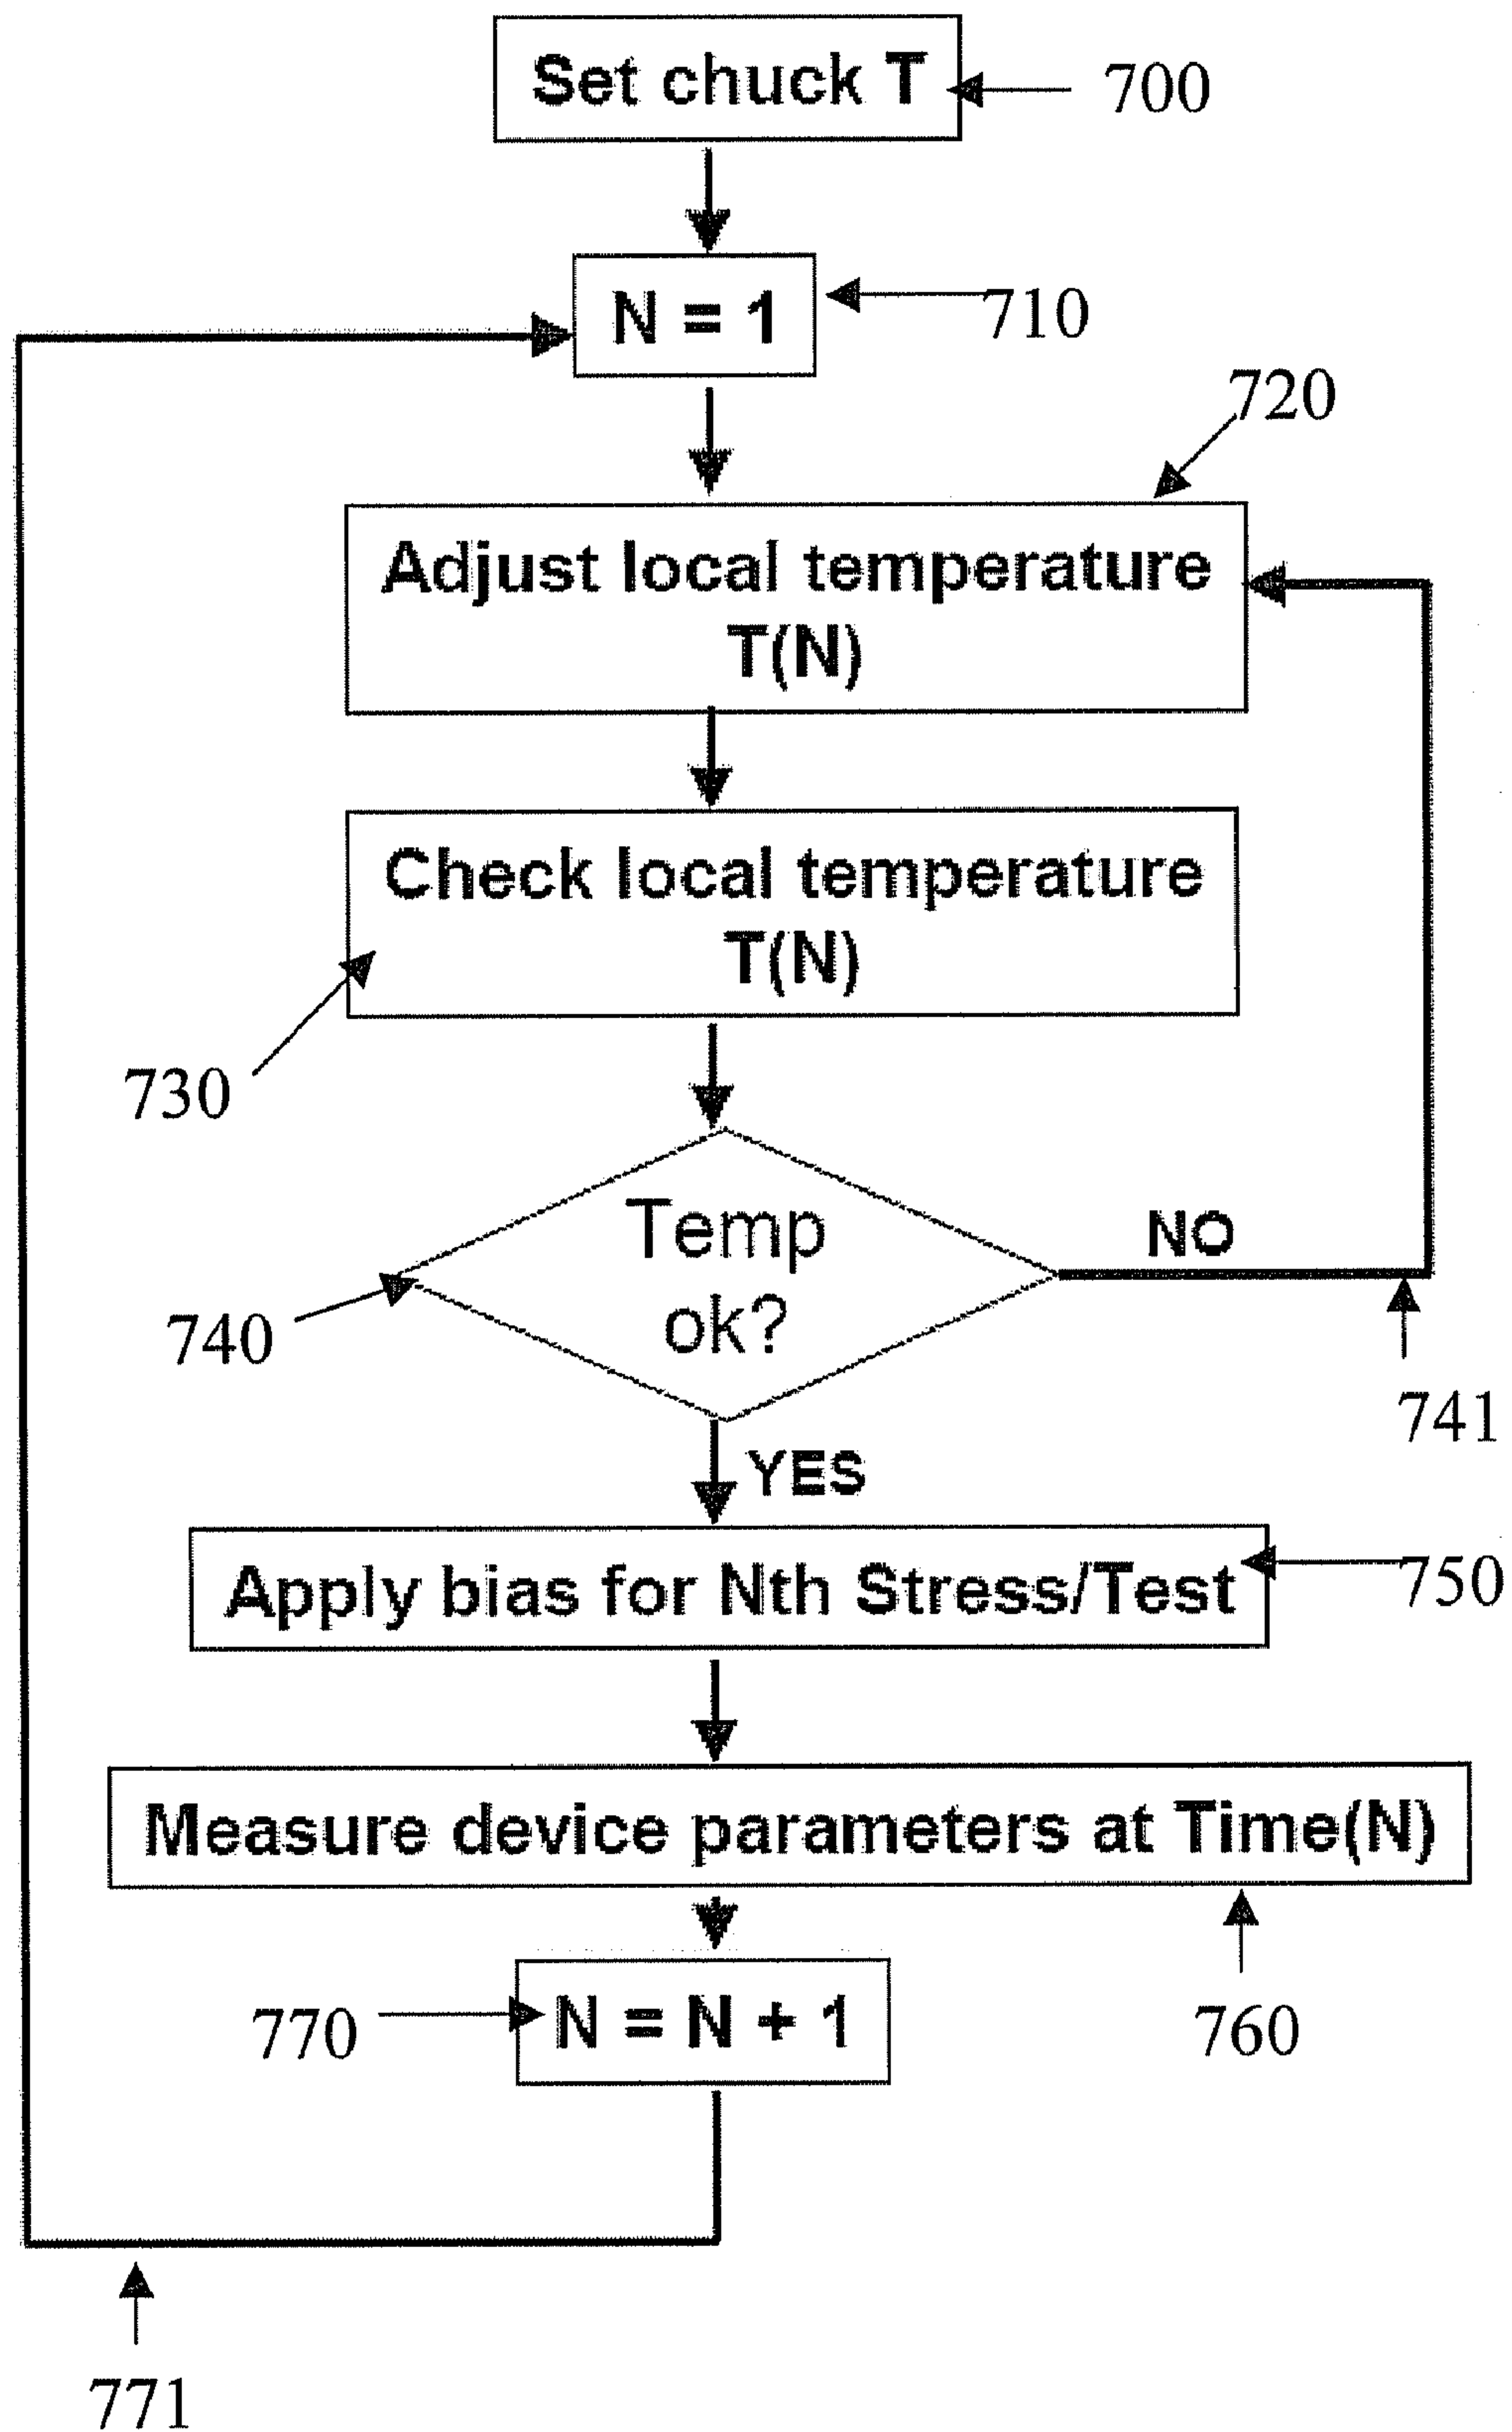 Set chuck T
700
N = 1
710
720
Adjust local temperature
T(N)
Check local temperature
T(N)
730
Temp
ok?
NO
740
741
YES
Apply bias for Nth Stress/Test
750
Measure device parameters at Time(N)
N = N + 1
770
760
771